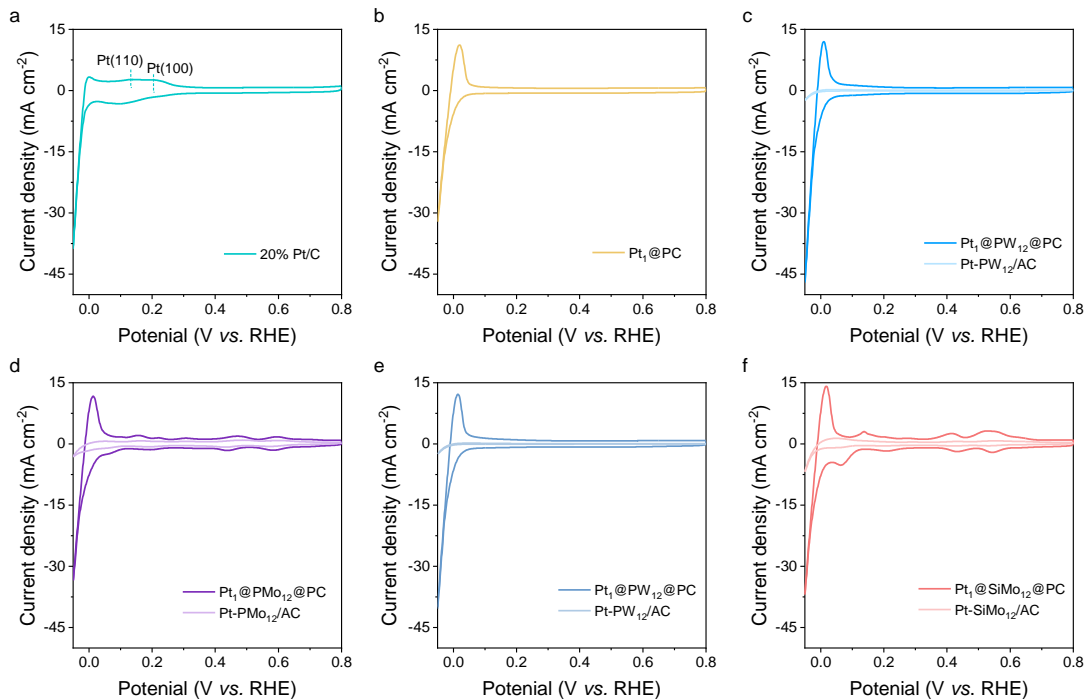 a
15
0
-15
-30
-45
Current density (mA cm⁻²)
Pt(110)
Pt(100)
20% Pt/C
0.0 0.2 0.4 0.6 0.8
Potenial (V vs. RHE)
b
15
0
-15
-30
-45
Current density (mA cm⁻²)
Pt₁@PC
0.0 0.2 0.4 0.6 0.8
Potenial (V vs. RHE)
c
15
0
-15
-30
-45
Current density (mA cm⁻²)
Pt₁@PW₁₂@PC
Pt-PW₁₂/AC
0.0 0.2 0.4 0.6 0.8
Potenial (V vs. RHE)
d
15
0
-15
-30
-45
Current density (mA cm⁻²)
Pt₁@PMo₁₂@PC
Pt-PMo₁₂/AC
0.0 0.2 0.4 0.6 0.8
Potenial (V vs. RHE)
e
15
0
-15
-30
-45
Current density (mA cm⁻²)
Pt₁@PW₁₂@PC
Pt-PW₁₂/AC
0.0 0.2 0.4 0.6 0.8
Potenial (V vs. RHE)
f
15
0
-15
-30
-45
Current density (mA cm⁻²)
Pt₁@SiMo₁₂@PC
Pt-SiMo₁₂/AC
0.0 0.2 0.4 0.6 0.8
Potenial (V vs. RHE)